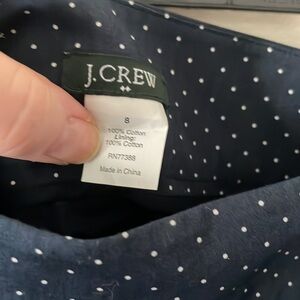 J.CREW
8
100% Cotton
Lining:
100% Cotton
RN77388
Made in China